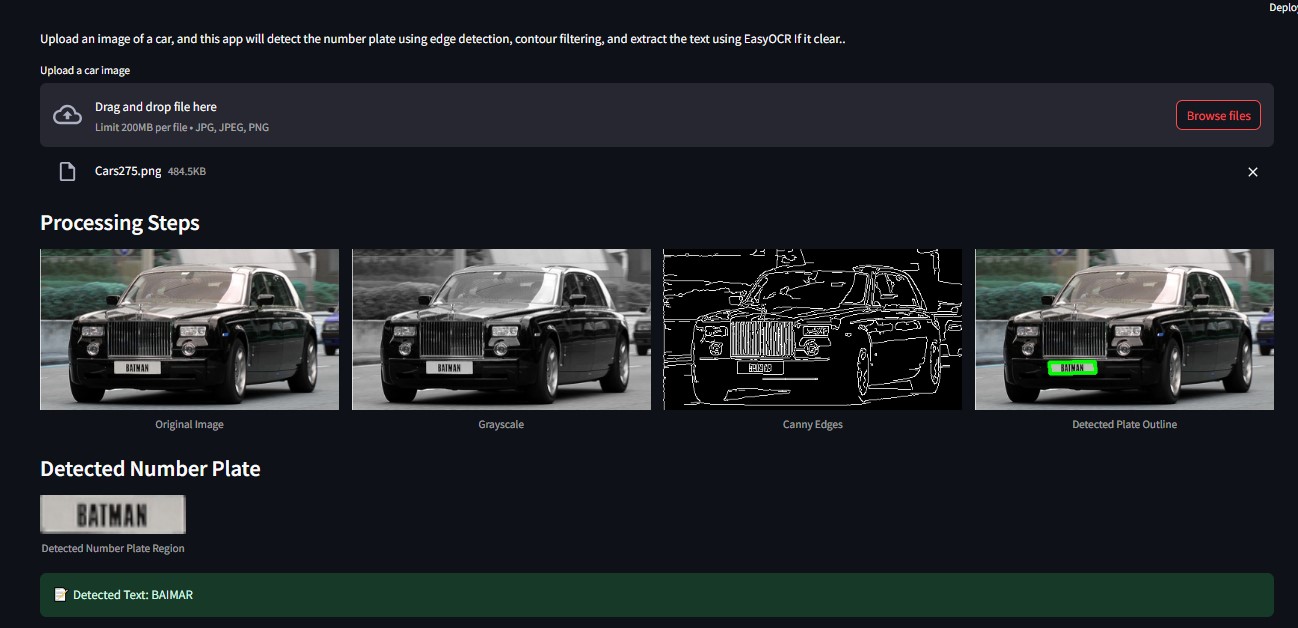 Deploy
Upload an image of a car, and this app will detect the number plate using edge detection, contour filtering, and extract the text using EasyOCR If it clear..
Upload a car image
Drag and drop file here
Limit 200MB per file • JPG, JPEG, PNG
Browse files
Cars275.png 484.5KB
Processing Steps
BATMAN
BATMAN
BATMAN
Original Image
Grayscale
Canny Edges
Detected Plate Outline
Detected Number Plate
BATMAN
Detected Number Plate Region
Detected Text: BAIMAR